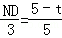 ND/3 = 5-t/5